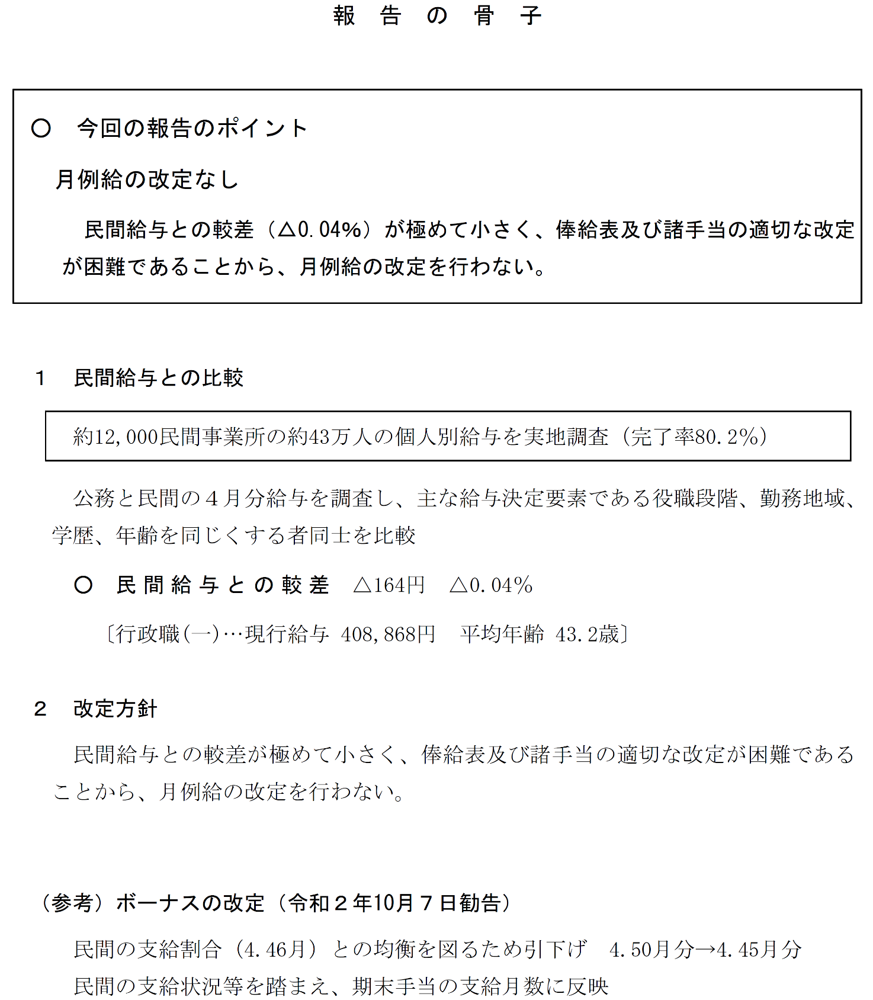 報　告　の　骨　子
〇　今回の報告のポイント
月例給の改定なし
民間給与との較差（△0.04％）が極めて小さく、俸給表及び諸手当の適切な改定
が困難であることから、月例給の改定を行わない。
１　民間給与との比較
約12,000民間事業所の約43万人の個人別給与を実地調査（完了率80.2％）
公務と民間の４月分給与を調査し、主な給与決定要素である役職段階、勤務地域、
学歴、年齢を同じくする者同士を比較
〇　民間給与との較差　△164円　△0.04％
〔行政職(一)…現行給与 408,868円　平均年齢 43.2歳〕
２　改定方針
民間給与との較差が極めて小さく、俸給表及び諸手当の適切な改定が困難である
ことから、月例給の改定を行わない。
（参考）ボーナスの改定（令和２年10月７日勧告）
民間の支給割合（4.46月）との均衡を図るため引下げ　4.50月分→4.45月分
民間の支給状況等を踏まえ、期末手当の支給月数に反映